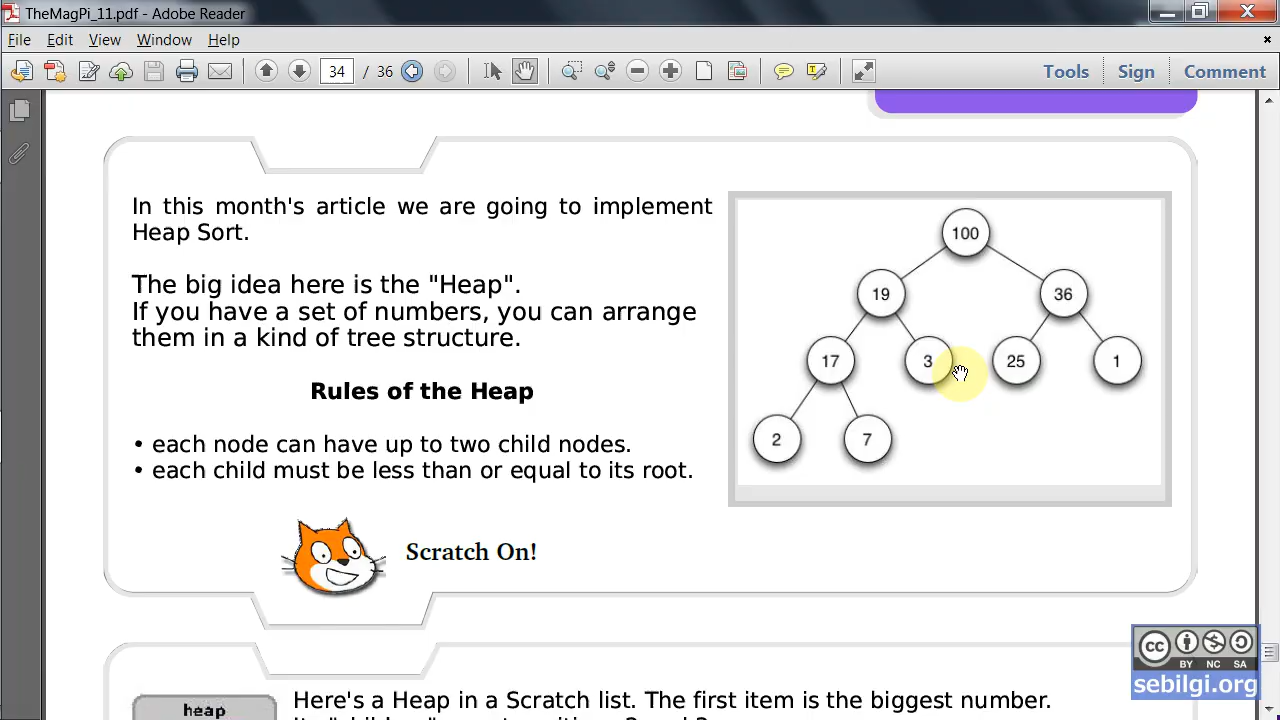 TheMagPi_11.pdf - Adobe Reader
File Edit View Window Help
34 / 36
Tools Sign Comment
In this month's article we are going to implement
Heap Sort.
The big idea here is the "Heap".
If you have a set of numbers, you can arrange
them in a kind of tree structure.
Rules of the Heap
• each node can have up to two child nodes.
• each child must be less than or equal to its root.
Scratch On!
100
19 36
17 3 25 1
2 7
heap
Here's a Heap in a Scratch list. The first item is the biggest number.
cc
BY NC SA
sebilgi.org